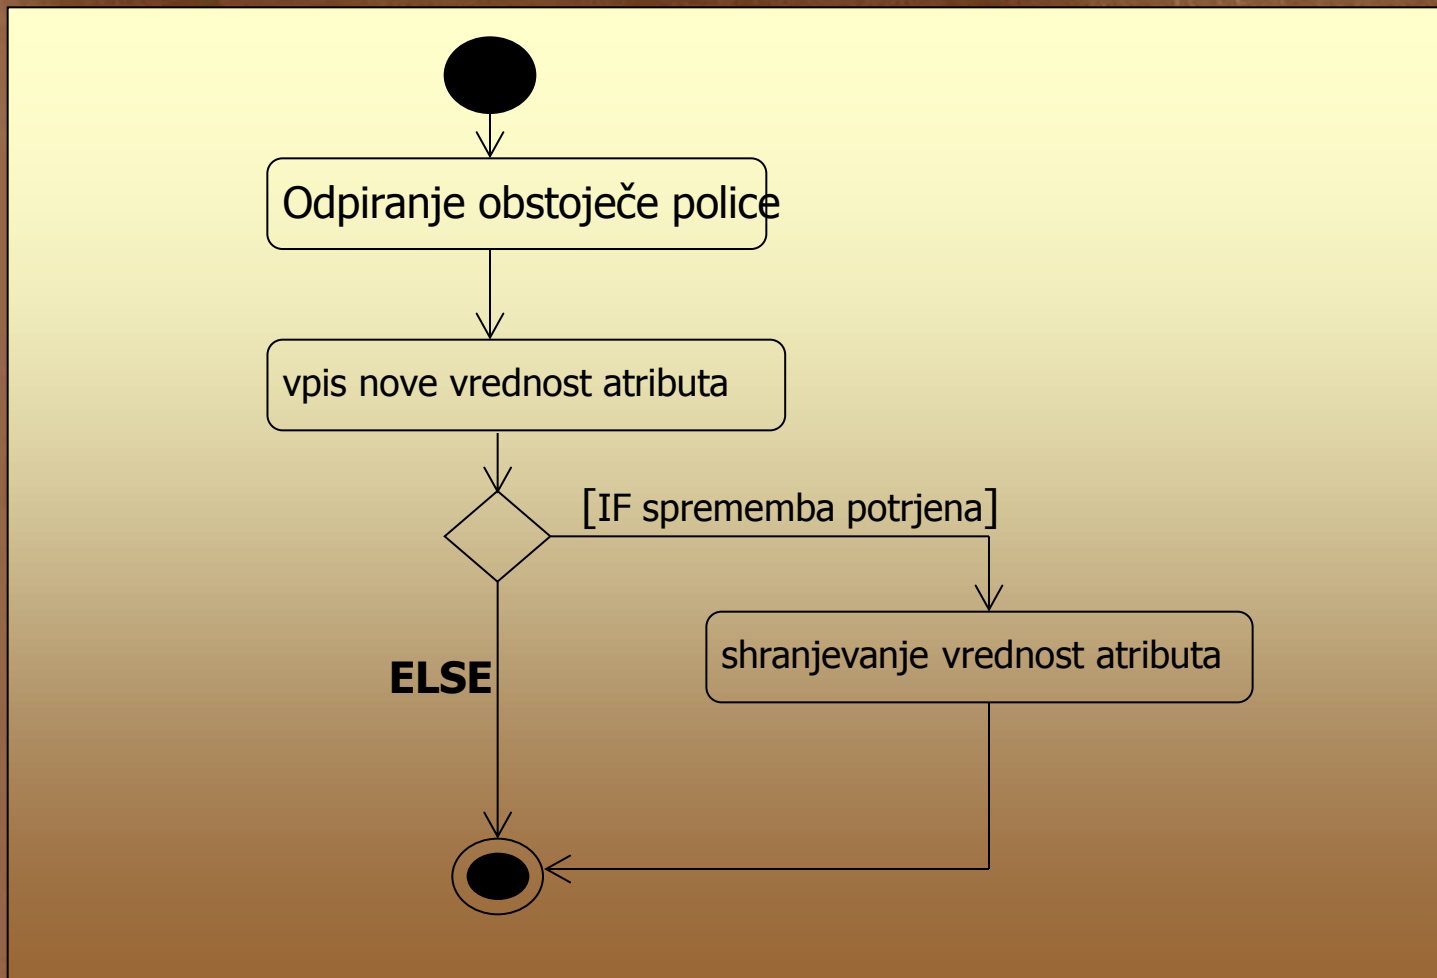 Odpiranje obstoječe police
vpis nove vrednost atributa
[IF sprememba potrjena]
shranjevanje vrednost atributa
ELSE